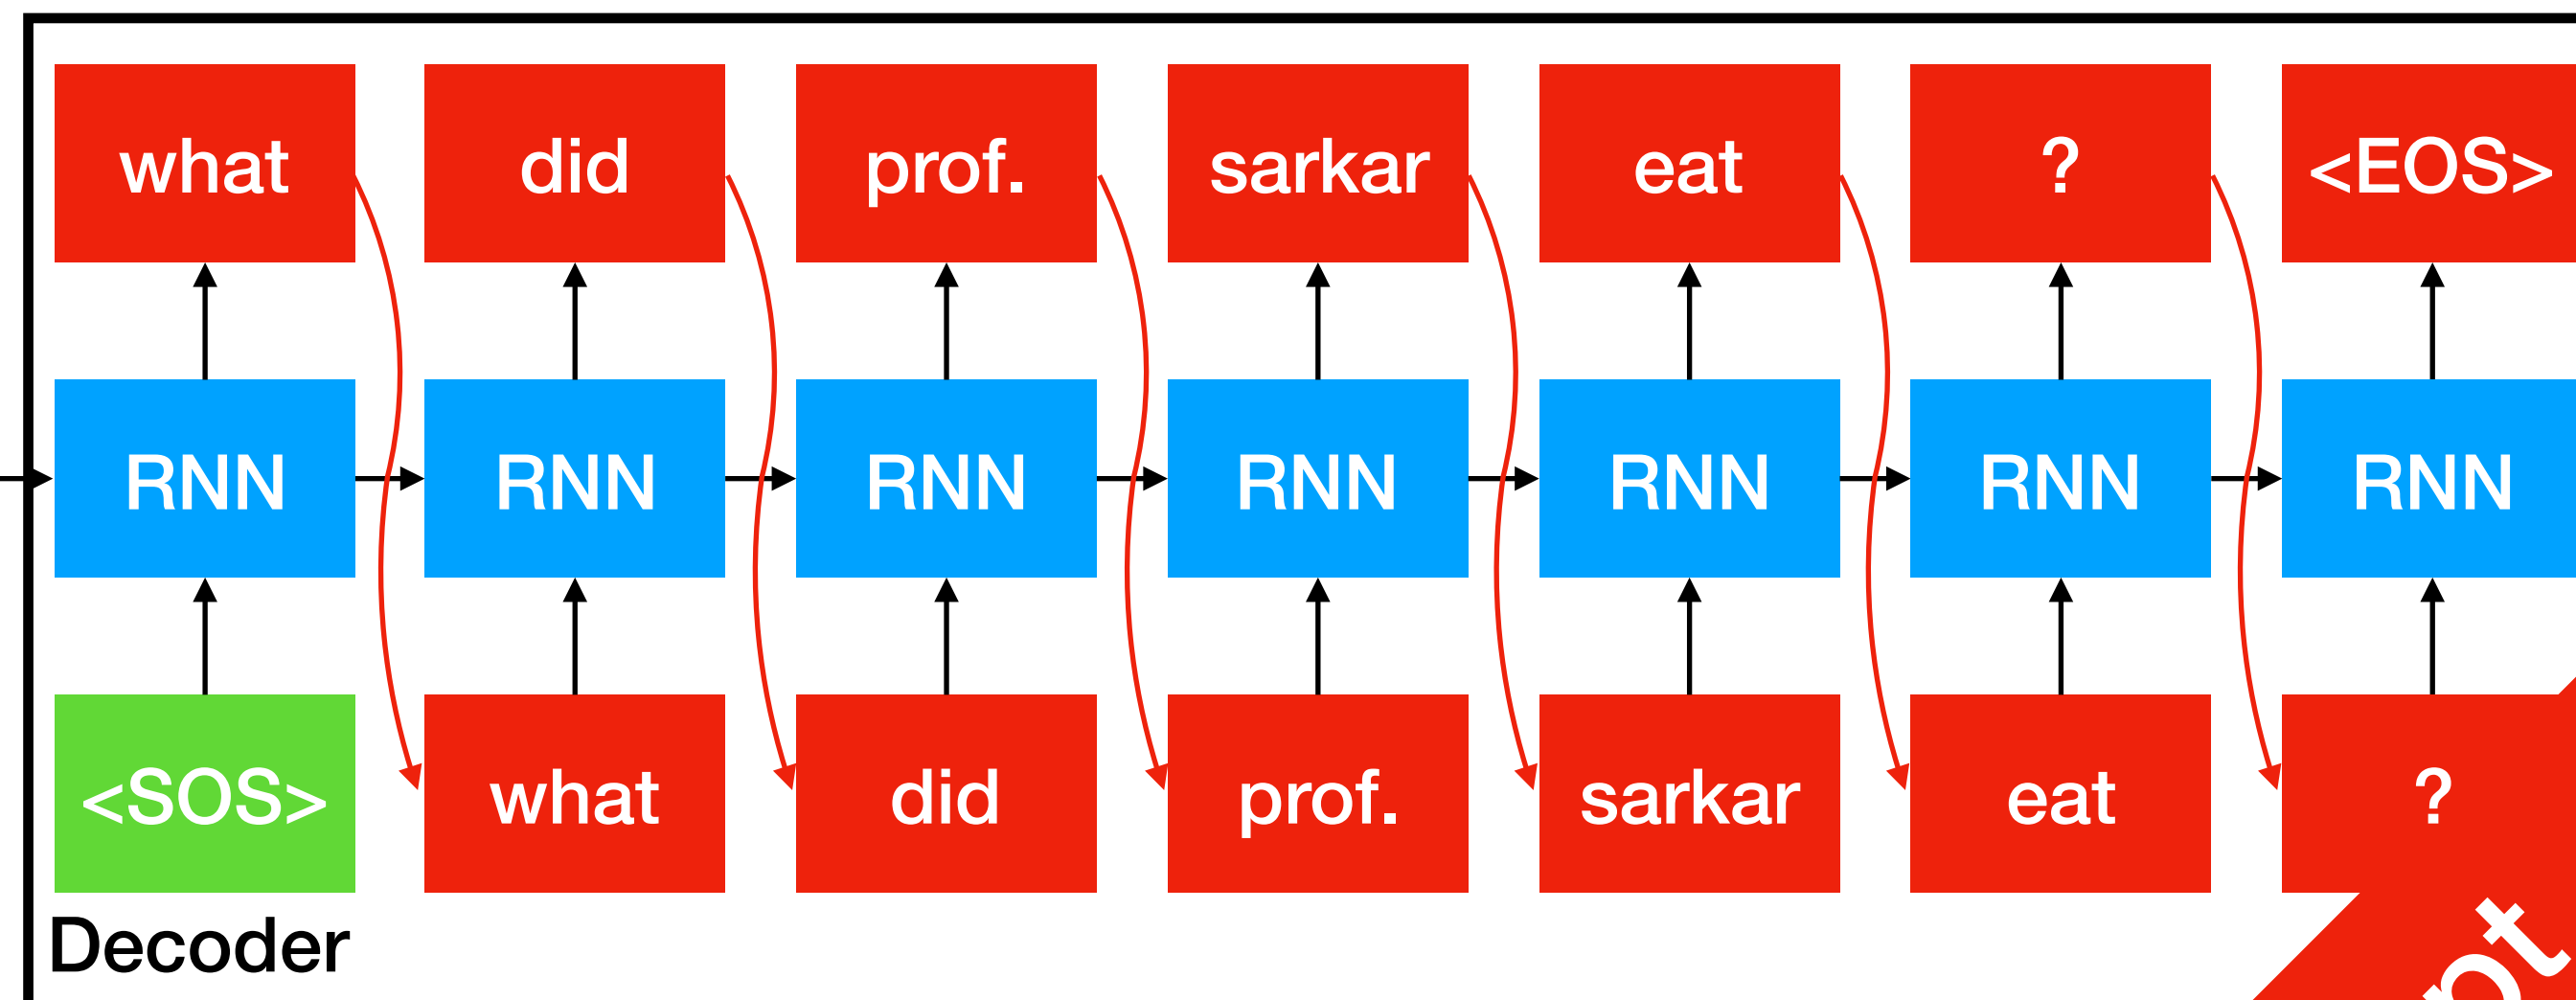 what did prof. sarkar eat ? <EOS>
RNN RNN RNN RNN RNN RNN RNN
<SOS> what did prof. sarkar eat ?
Decoder